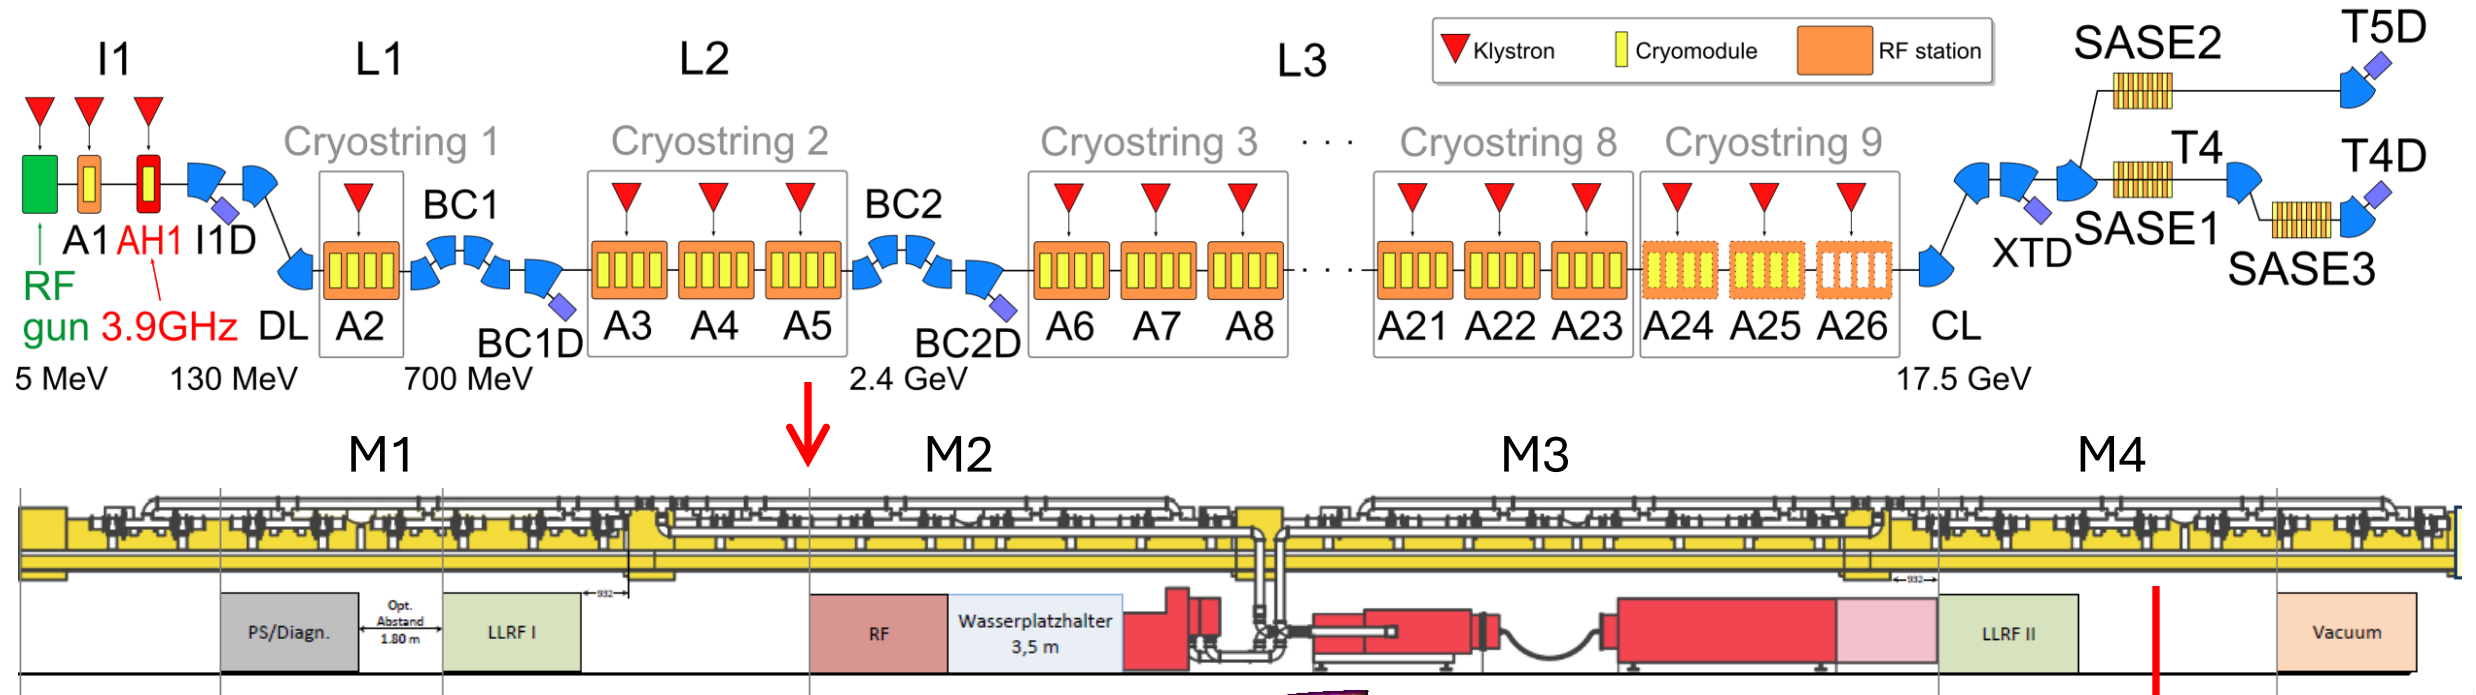 I1
L1
L2
L3
Klystron
Cryomodule
RF station
SASE2
T5D
Cryostring 1
Cryostring 2
Cryostring 3
. . .
Cryostring 8
Cryostring 9
T4
T4D
A1
AH1
I1D
BC1
BC2
SASE1
XTD
SASE3
RF
gun
3.9GHz
DL
A2
BC1D
A3
A4
A5
BC2D
A6
A7
A8
. . .
A21
A22
A23
A24
A25
A26
CL
5 MeV
130 MeV
700 MeV
2.4 GeV
17.5 GeV
M1
M2
M3
M4
932
932
PS/Diagn.
Opt.
Abstand
1.80 m
LLRF I
RF
Wasserplatzhalter
3,5 m
LLRF II
Vacuum